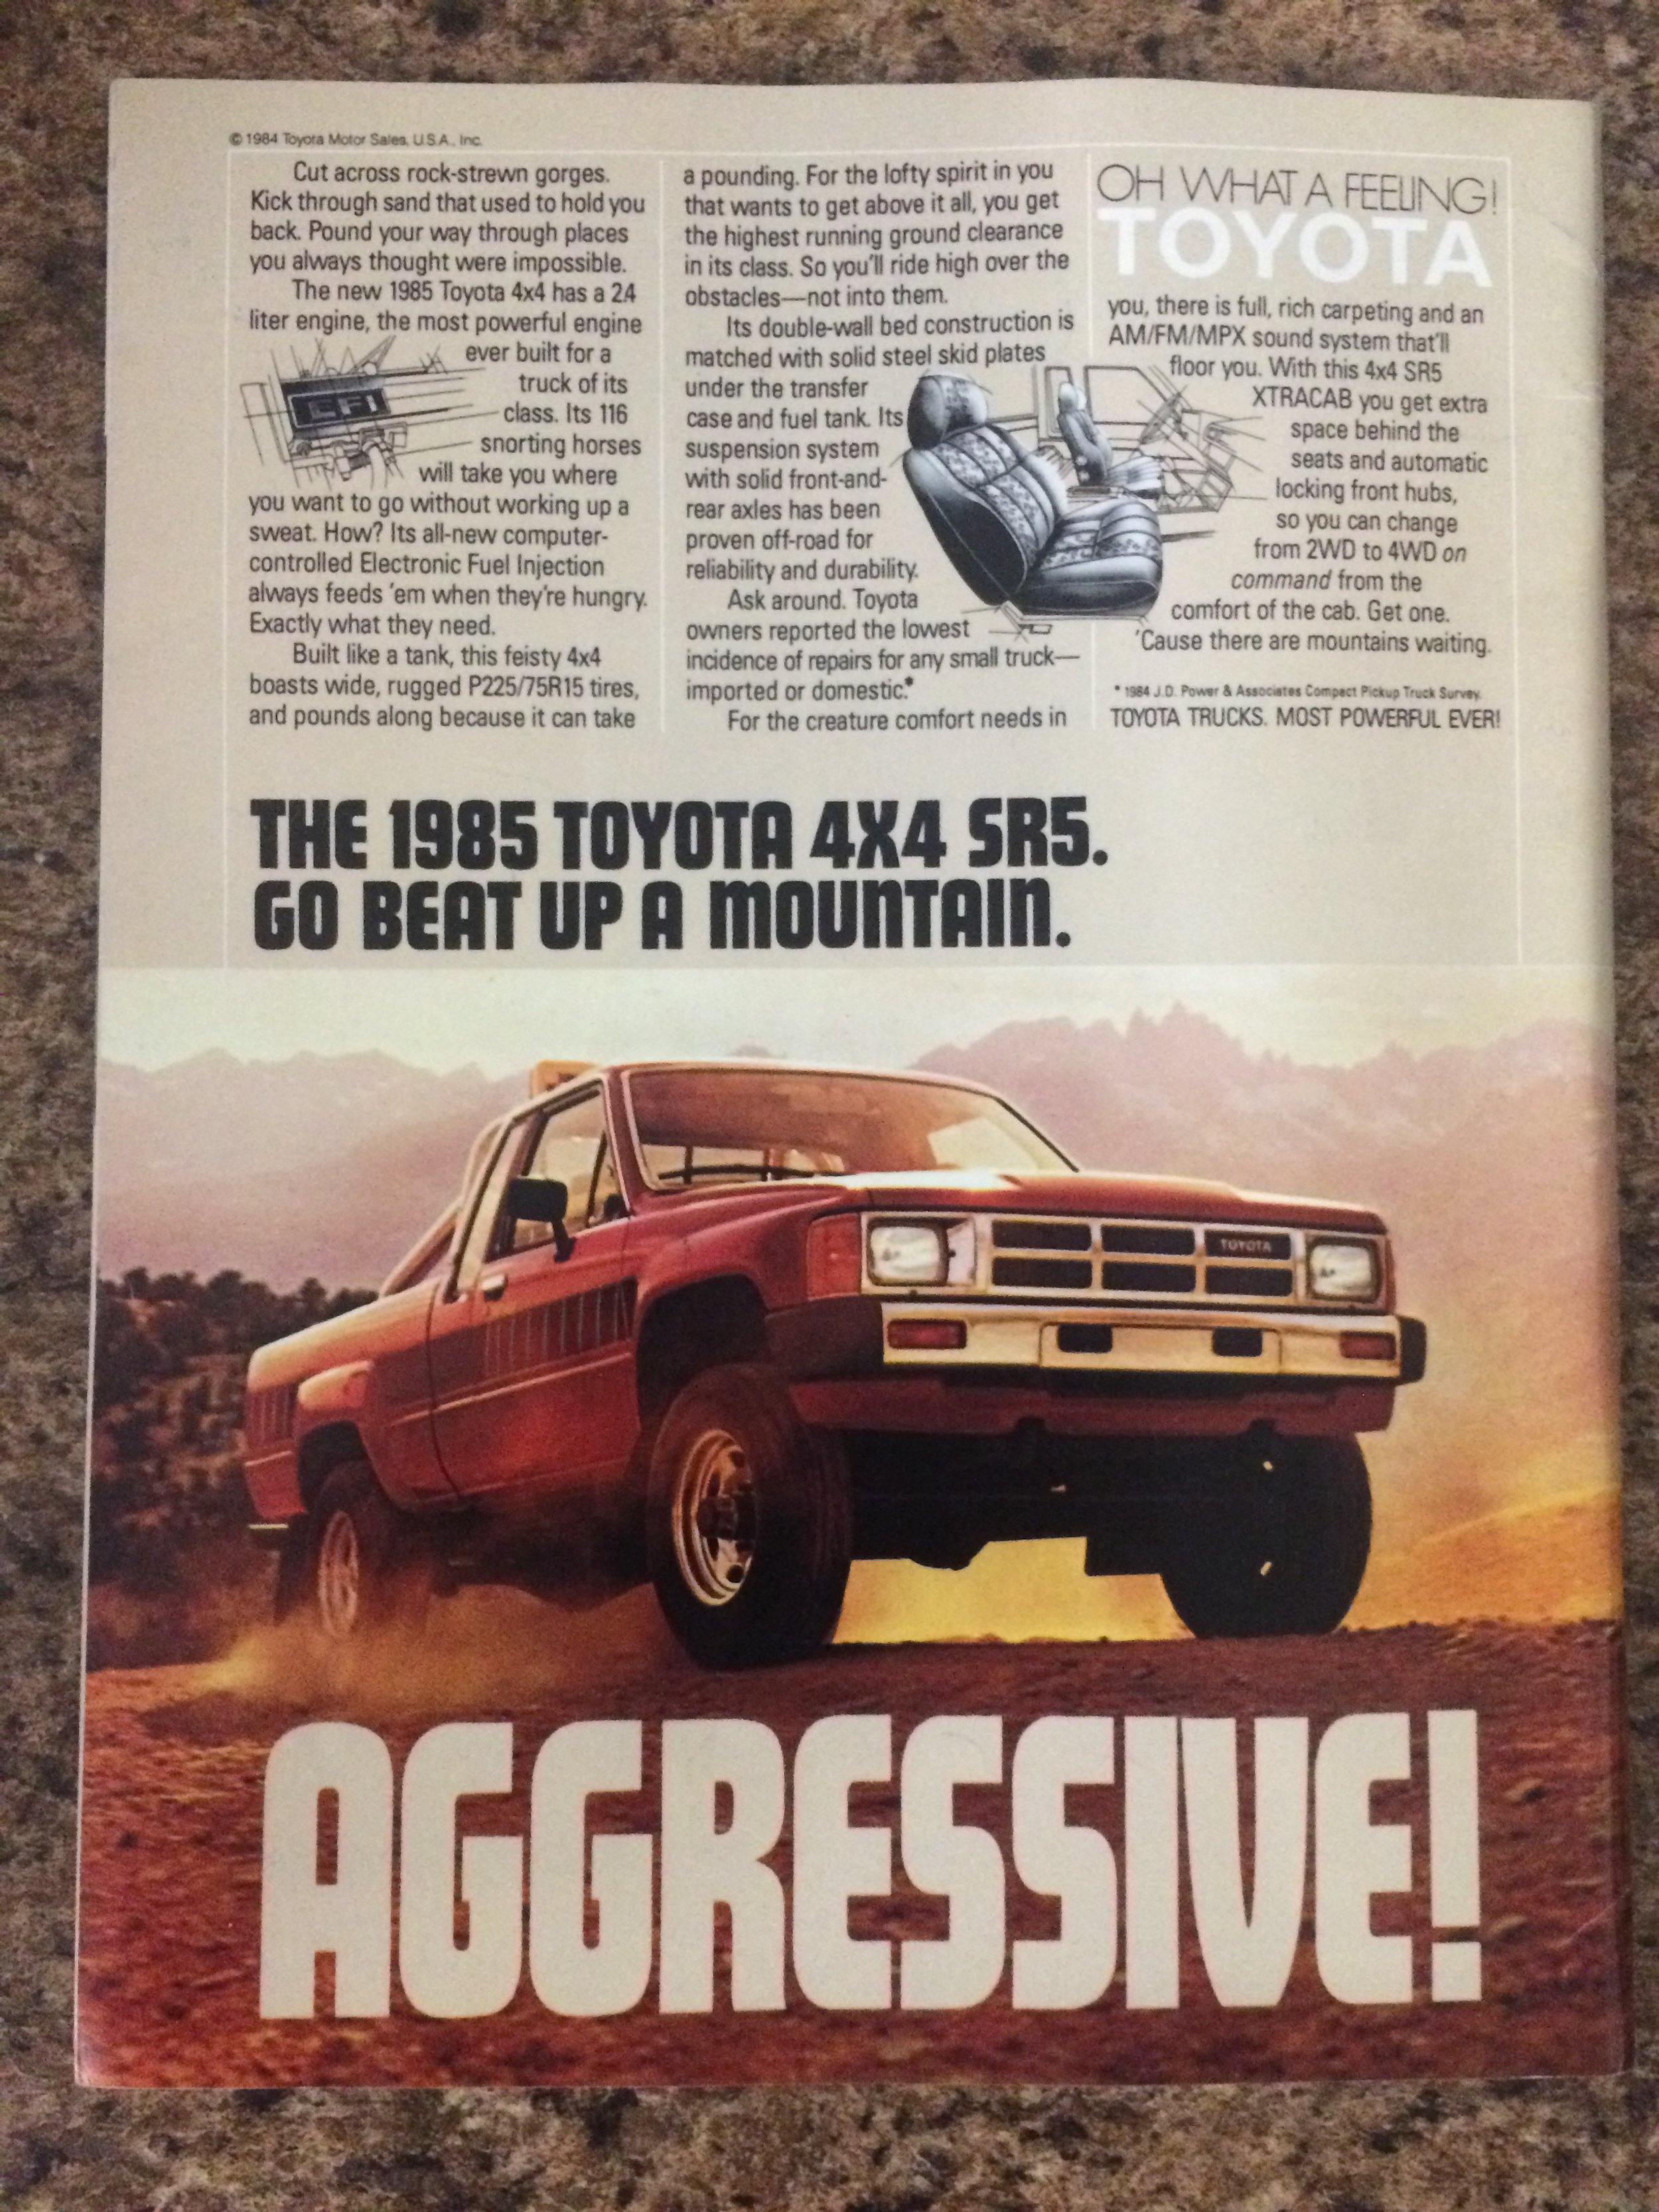 © 1984 Toyota Motor Sales, U.S.A., Inc.
Cut across rock-strewn gorges.
Kick through sand that used to hold you
back. Pound your way through places
you always thought were impossible.
The new 1985 Toyota 4x4 has a 2.4
liter engine, the most powerful engine
ever built for a
truck of its
class. Its 116
snorting horses
will take you where
you want to go without working up a
sweat. How? Its all-new computer-
controlled Electronic Fuel Injection
always feeds 'em when they're hungry.
Exactly what they need.
Built like a tank, this feisty 4x4
boasts wide, rugged P225/75R15 tires,
and pounds along because it can take
EFI
a pounding. For the lofty spirit in you
that wants to get above it all, you get
the highest running ground clearance
in its class. So you'll ride high over the
obstacles—not into them.
Its double-wall bed construction is
matched with solid steel skid plates
under the transfer
case and fuel tank. Its
suspension system
with solid front-and-
rear axles has been
proven off-road for
reliability and durability.
Ask around. Toyota
owners reported the lowest
incidence of repairs for any small truck—
imported or domestic.*
For the creature comfort needs in
OH WHAT A FEELING!
TOYOTA
you, there is full, rich carpeting and an
AM/FM/MPX sound system that'll
floor you. With this 4x4 SR5
XTRACAB you get extra
space behind the
seats and automatic
locking front hubs,
so you can change
from 2WD to 4WD on
command from the
comfort of the cab. Get one.
'Cause there are mountains waiting.
* 1984 J.D. Power & Associates Compact Pickup Truck Survey.
TOYOTA TRUCKS. MOST POWERFUL EVER!
THE 1985 TOYOTA 4X4 SR5.
GO BEAT UP A MOUNTAIN.
TOYOTA
AGGRESSIVE!